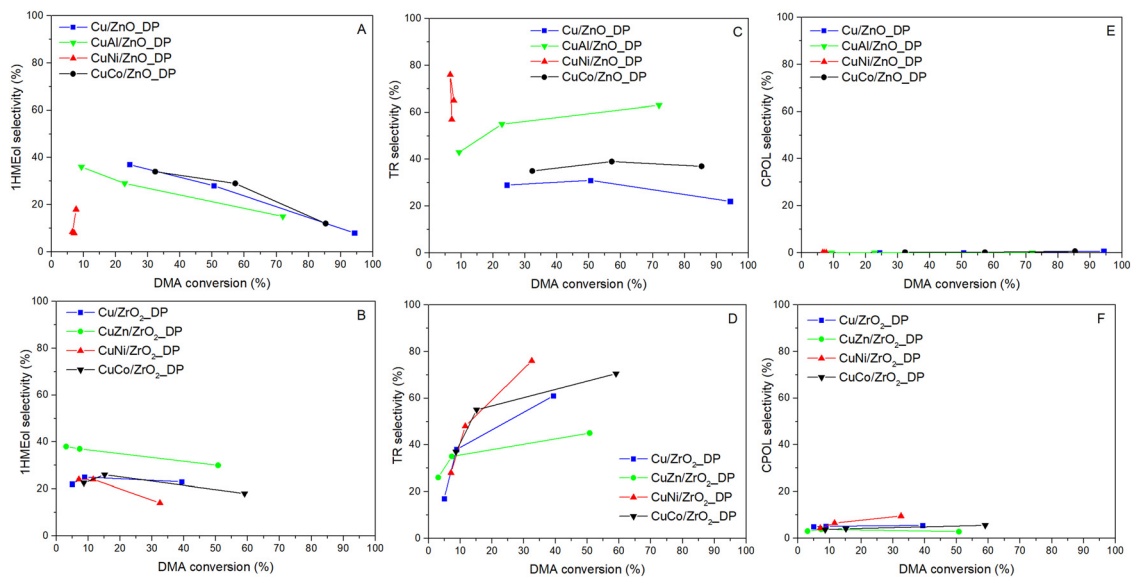 Cu/ZnO_DP
CuAl/ZnO_DP
CuNi/ZnO_DP
CuCo/ZnO_DP
A
1HMEol selectivity (%)
100
80
60
40
20
0
0 10 20 30 40 50 60 70 80 90 100
DMA conversion (%)
Cu/ZnO_DP
CuAl/ZnO_DP
CuNi/ZnO_DP
CuCo/ZnO_DP
C
TR selectivity (%)
100
80
60
40
20
0
0 10 20 30 40 50 60 70 80 90 100
DMA conversion (%)
Cu/ZnO_DP
CuAl/ZnO_DP
CuNi/ZnO_DP
CuCo/ZnO_DP
E
CPOL selectivity (%)
100
80
60
40
20
0
0 10 20 30 40 50 60 70 80 90 100
DMA conversion (%)
Cu/ZrO₂_DP
CuZn/ZrO₂_DP
CuNi/ZrO₂_DP
CuCo/ZrO₂_DP
B
1HMEol selectivity (%)
100
80
60
40
20
0
0 10 20 30 40 50 60 70 80 90 100
DMA conversion (%)
D
TR selectivity (%)
100
80
60
40
20
0
Cu/ZrO₂_DP
CuZn/ZrO₂_DP
CuNi/ZrO₂_DP
CuCo/ZrO₂_DP
0 10 20 30 40 50 60 70 80 90 100
DMA conversion (%)
Cu/ZrO₂_DP
CuZn/ZrO₂_DP
CuNi/ZrO₂_DP
CuCo/ZrO₂_DP
F
CPOL selectivity (%)
100
80
60
40
20
0
0 10 20 30 40 50 60 70 80 90 100
DMA conversion (%)